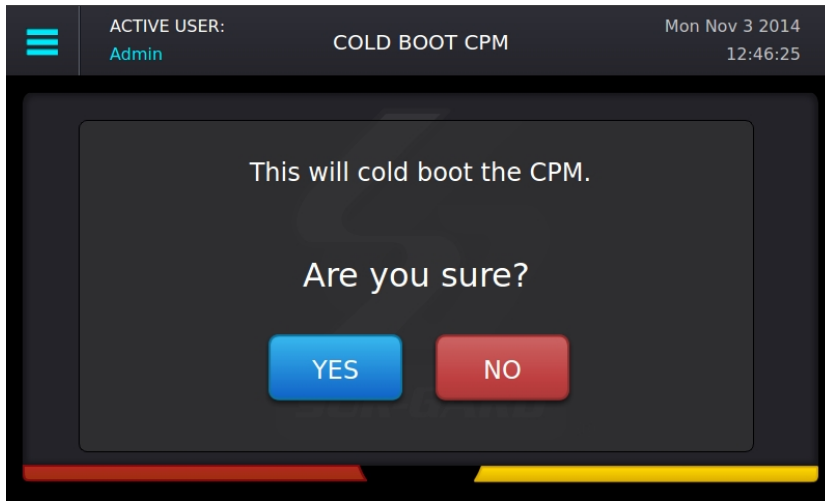 ACTIVE USER:
Admin
COLD BOOT CPM
Mon Nov 3 2014
12:46:25
This will cold boot the CPM.
Are you sure?
YES
NO